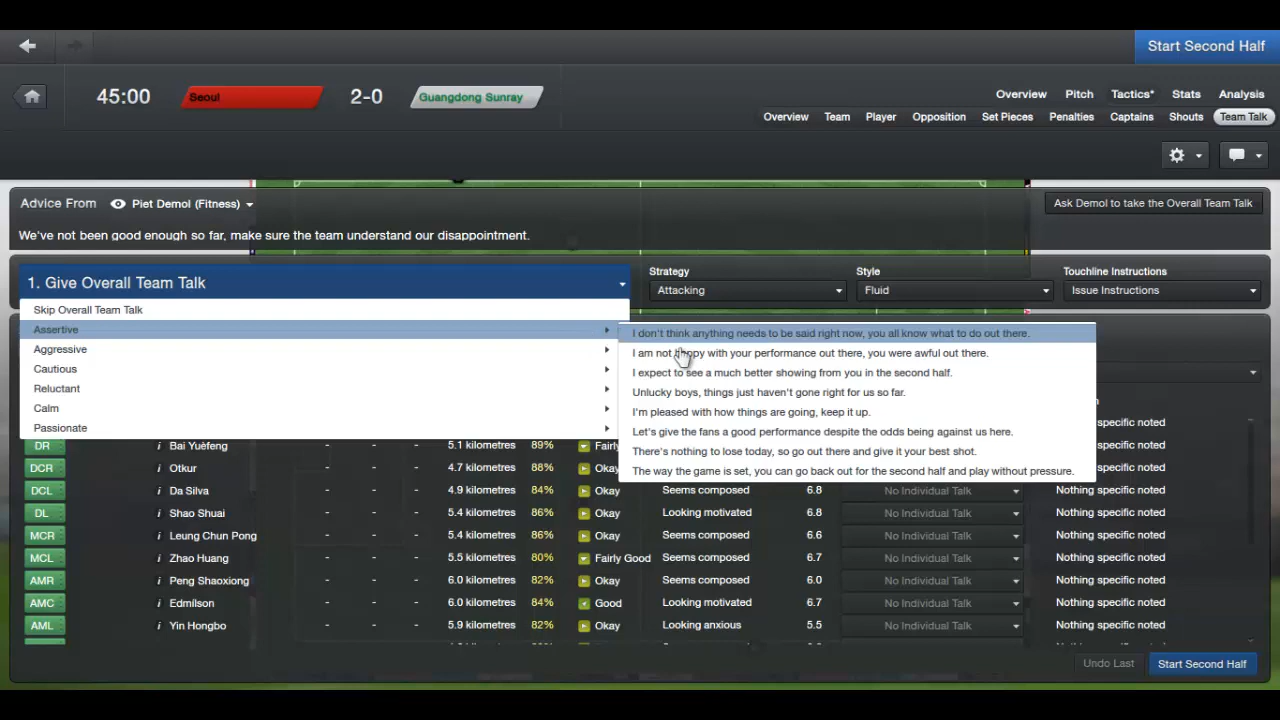 Start Second Half
45:00 Seoul 2-0 Guangdong Sunray
Overview Pitch Tactics* Stats Analysis
Overview Team Player Opposition Set Pieces Penalties Captains Shouts Team Talk
Advice From Piet Demol (Fitness) Ask Demol to take the Overall Team Talk
We've not been good enough so far, make sure the team understand our disappointment.
1. Give Overall Team Talk
Strategy Style Touchline Instructions
Attacking Fluid Issue Instructions
Skip Overall Team Talk
Assertive
Aggressive
Cautious
Reluctant
Calm
Passionate
I don't think anything needs to be said right now, you all know what to do out there.
I am not happy with your performance out there, you were awful out there.
I expect to see a much better showing from you in the second half.
Unlucky boys, things just haven't gone right for us so far.
I'm pleased with how things are going, keep it up.
Let's give the fans a good performance despite the odds being against us here.
There's nothing to lose today, so go out there and give it your best shot.
The way the game is set, you can go back out for the second half and play without pressure.
Nothing specific noted
DR i Bai Yuèfeng - - - 5.1 kilometres 89% Fairly Nothing specific noted
DCR i Otkur - - - 4.7 kilometres 88% Okay Nothing specific noted
DCL i Da Silva - - - 4.9 kilometres 84% Okay Seems composed 6.8 No Individual Talk Nothing specific noted
DL i Shao Shuai - - - 5.4 kilometres 86% Okay Looking motivated 6.8 No Individual Talk Nothing specific noted
MCR i Leung Chun Pong - - - 5.4 kilometres 86% Okay Seems composed 6.6 No Individual Talk Nothing specific noted
MCL i Zhao Huang - - - 5.5 kilometres 80% Fairly Good Seems composed 6.7 No Individual Talk Nothing specific noted
AMR i Peng Shaoxiong - - - 6.0 kilometres 82% Okay Seems composed 6.0 No Individual Talk Nothing specific noted
AMC i Edmílson - - - 6.0 kilometres 84% Good Looking motivated 6.7 No Individual Talk Nothing specific noted
AML i Yin Hongbo - - - 5.9 kilometres 82% Okay Looking anxious 5.5 No Individual Talk Nothing specific noted
Undo Last Start Second Half